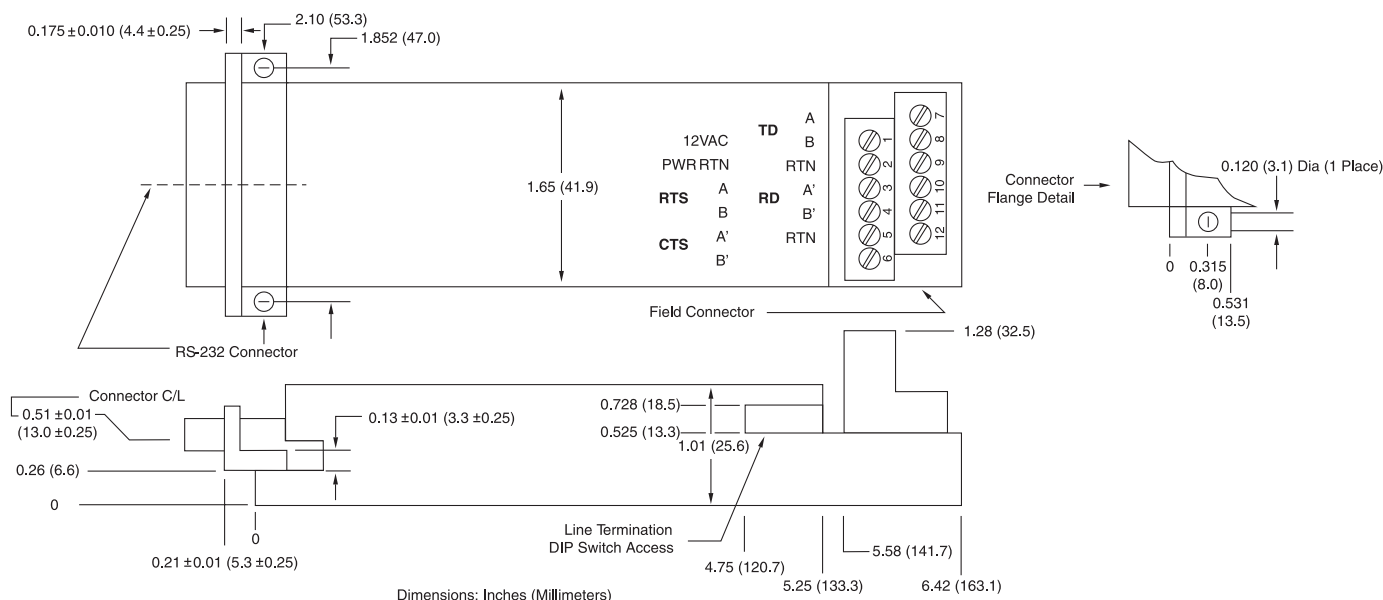 0.175 ±0.010 (4.4 ±0.25)
2.10 (53.3)
1.852 (47.0)
1.65 (41.9)
12VAC
PWR RTN
RTS
A
B
CTS
A'
B'
TD
A
B
RTN
RD
A'
B'
RTN
1
2
3
4
5
6
7
8
9
10
11
12
Connector
Flange Detail
0.120 (3.1) Dia (1 Place)
0
0.315
(8.0)
0.531
(13.5)
Field Connector
RS-232 Connector
1.28 (32.5)
Connector C/L
0.51 ±0.01
(13.0 ±0.25)
0.13 ±0.01 (3.3 ±0.25)
0.728 (18.5)
0.525 (13.3)
1.01 (25.6)
0.26 (6.6)
0
0
0.21 ±0.01 (5.3 ±0.25)
Line Termination
DIP Switch Access
4.75 (120.7)
5.25 (133.3)
5.58 (141.7)
6.42 (163.1)
Dimensions: Inches (Millimeters)